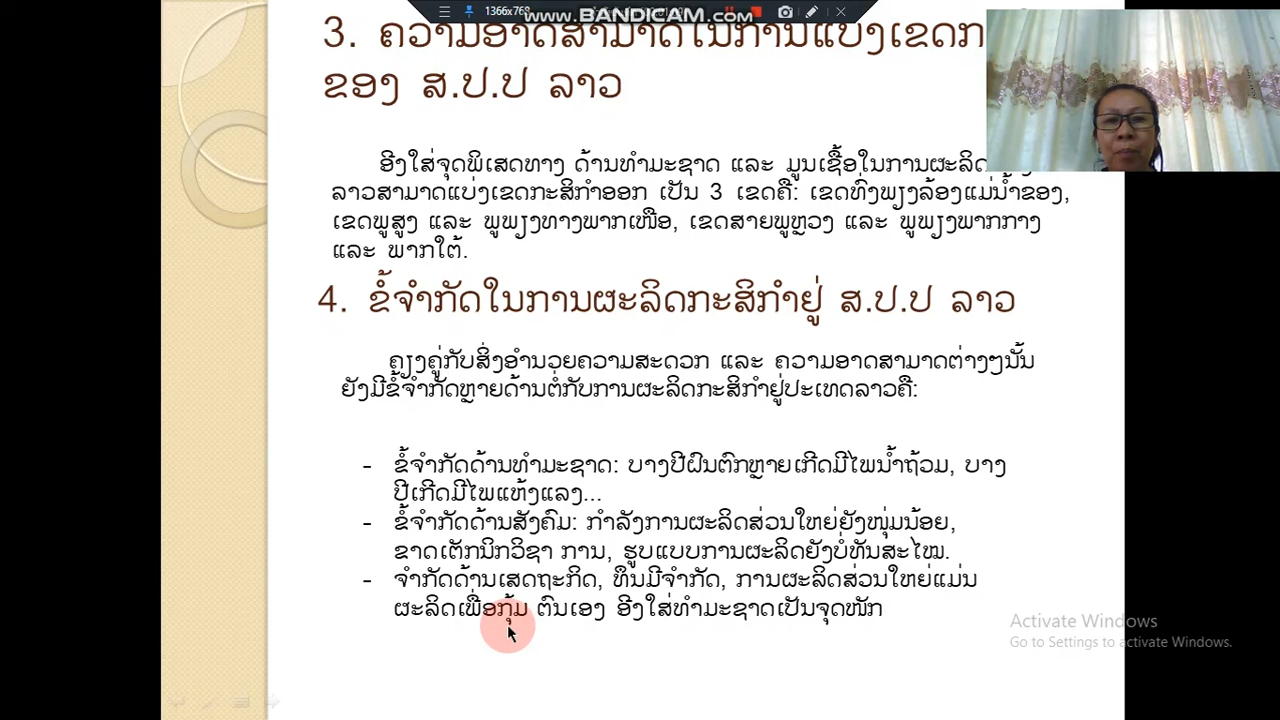 1366x768
www.BANDICAM.com
3. ຄວາມອາດສາມາດໃນການແບ່ງເຂດກ
ຂອງ ສ.ປ.ປ ລາວ
ອີງໃສ່ຈຸດພິເສດທາງ ດ້ານທຳມະຊາດ ແລະ ມູນເຊື້ອໃນການຜະລິດ
ລາວສາມາດແບ່ງເຂດກະສິກຳອອກ ເປັນ 3 ເຂດຄື: ເຂດທົ່ງພຽງລ້ອງແມ່ນ້ຳຂອງ,
ເຂດພູສູງ ແລະ ພູພຽງທາງພາກເໜືອ, ເຂດສາຍພູຫຼວງ ແລະ ພູພຽງພາກກາງ
ແລະ ພາກໃຕ້.
4. ຂໍ້ຈຳກັດໃນການຜະລິດກະສິກຳຢູ່ ສ.ປ.ປ ລາວ
ຄຽງຄູ່ກັບສິ່ງອຳນວຍຄວາມສະດວກ ແລະ ຄວາມອາດສາມາດຕ່າງໆນັ້ນ
ຍັງມີຂໍ້ຈຳກັດຫຼາຍດ້ານຕໍ່ກັບການຜະລິດກະສິກຳຢູ່ປະເທດລາວຄື:
- ຂໍ້ຈຳກັດດ້ານທຳມະຊາດ: ບາງປີຝົນຕົກຫຼາຍເກີດມີໄພນ້ຳຖ້ວມ, ບາງ
ປີເກີດມີໄພແຫ້ງແລງ...
- ຂໍ້ຈຳກັດດ້ານສັງຄົມ: ກຳລັງການຜະລິດສ່ວນໃຫຍ່ຍັງໜຸ່ມນ້ອຍ,
ຂາດເຕັກນິກວິຊາ ການ, ຮູບແບບການຜະລິດຍັງບໍ່ທັນສະໄໝ.
- ຈຳກັດດ້ານເສດຖະກິດ, ທຶນມີຈຳກັດ, ການຜະລິດສ່ວນໃຫຍ່ແມ່ນ
ຜະລິດເພື່ອກຸ້ມ ຕົນເອງ ອີງໃສ່ທຳມະຊາດເປັນຈຸດໜັກ
Activate Windows
Go to Settings to activate Windows.